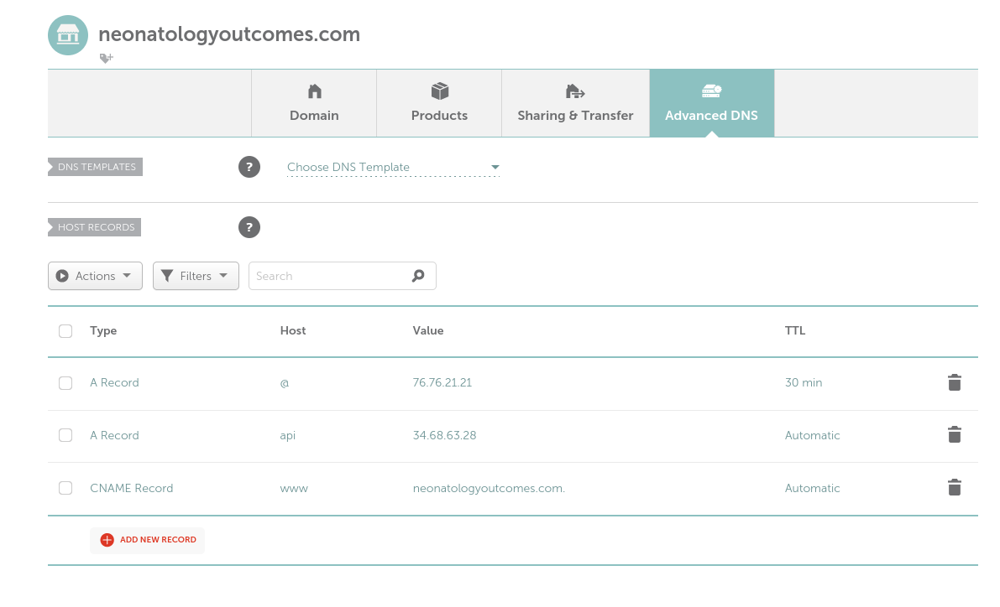 neonatologyoutcomes.com
Domain
Products
Sharing & Transfer
Advanced DNS
DNS TEMPLATES
?
Choose DNS Template
HOST RECORDS
?
Actions
Filters
Search
Type Host Value TTL
A Record @ 76.76.21.21 30 min
A Record api 34.68.63.28 Automatic
CNAME Record www neonatologyoutcomes.com. Automatic
ADD NEW RECORD